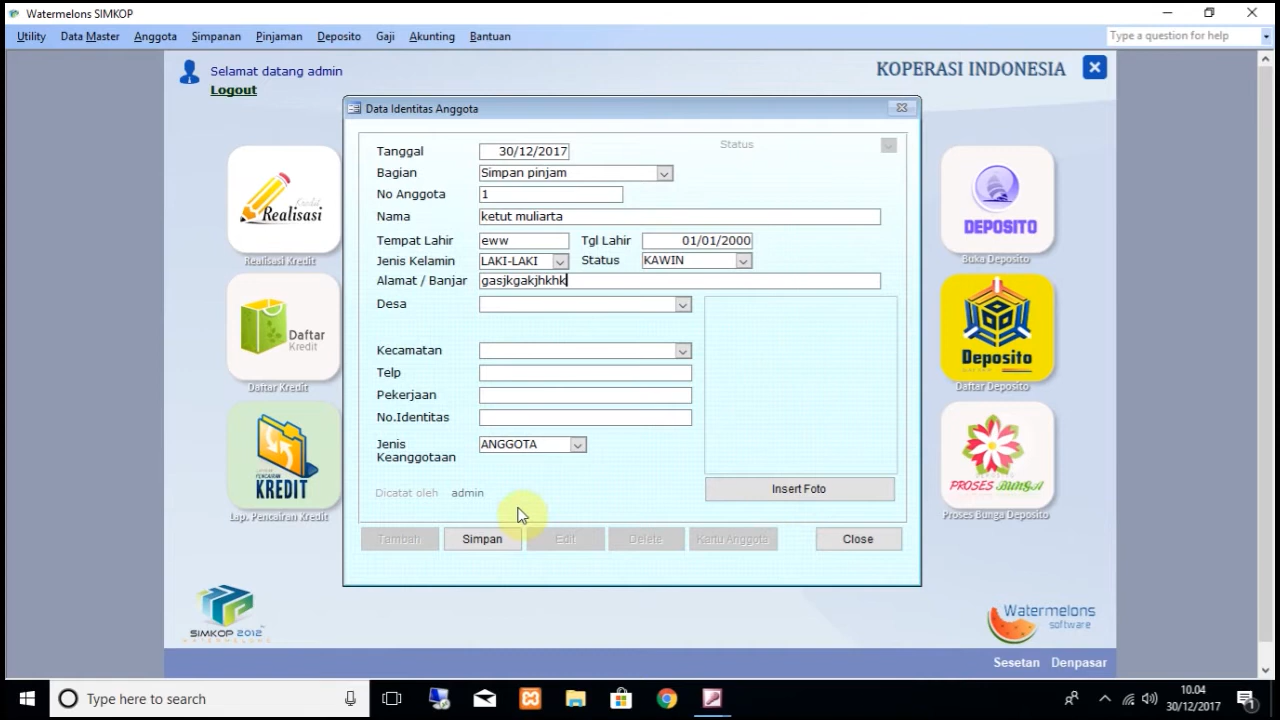 Watermelons SIMKOP
Utility Data Master Anggota Simpanan Pinjaman Deposito Gaji Akunting Bantuan Type a question for help
Selamat datang admin
Logout
KOPERASI INDONESIA
Data Identitas Anggota
Tanggal 30/12/2017 Status
Bagian Simpan pinjam
No Anggota 1
Nama ketut muliarta
Tempat Lahir eww Tgl Lahir 01/01/2000
Jenis Kelamin LAKI-LAKI Status KAWIN
Alamat / Banjar gasjkgakjhkhk
Desa
Kecamatan
Telp
Pekerjaan
No.Identitas
Jenis Keanggotaan ANGGOTA
Dicatat oleh admin
Insert Foto
Tambah Simpan Edit Delete Kartu Anggota Close
Realisasi
Realisasi Kredit
Daftar
Kredit
Daftar Kredit
KREDIT
Lap. Pencairan Kredit
DEPOSITO
Buka Deposito
Deposito
Daftar Deposito
PROSES BUNGA
Proses Bunga Deposito
SIMKOP 2012
WATERMELONS
Watermelons
software
Sesetan Denpasar
Type here to search
10.04
30/12/2017
1